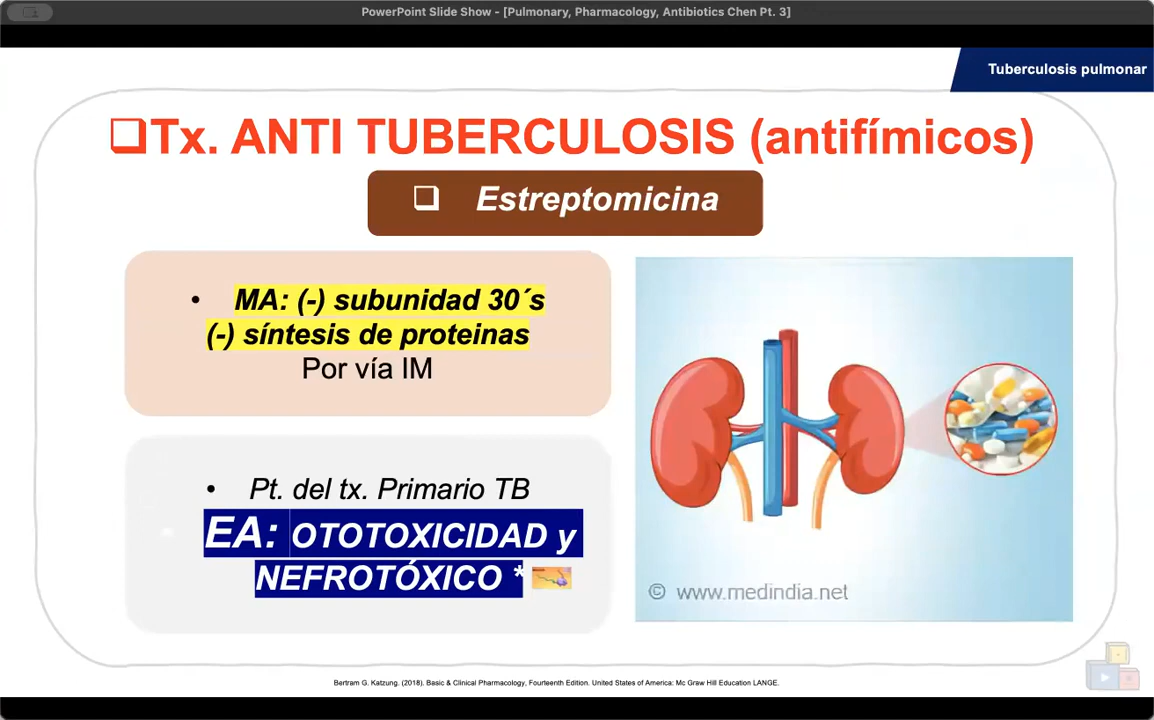 PowerPoint Slide Show - [Pulmonary, Pharmacology, Antibiotics Chen Pt. 3]
Tuberculosis pulmonar
❑Tx. ANTI TUBERCULOSIS (antifímicos)
❑ Estreptomicina
• MA: (-) subunidad 30´s
(-) síntesis de proteinas
Por vía IM
• Pt. del tx. Primario TB
EA: OTOTOXICIDAD y
NEFROTÓXICO *
© www.medindia.net
Bertram G. Katzung. (2018). Basic & Clinical Pharmacology, Fourteenth Edition. United States of America: Mc Graw Hill Education LANGE.